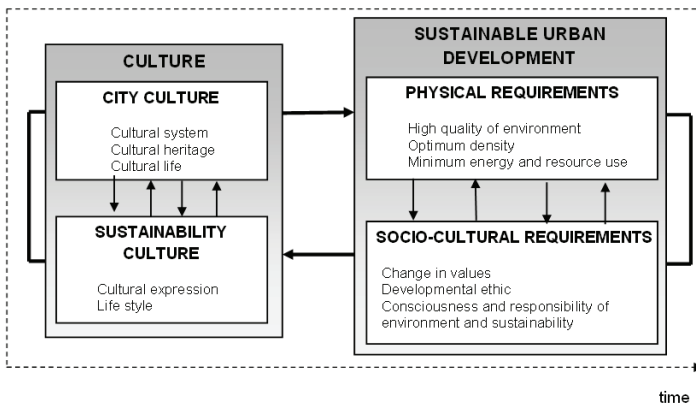 CULTURE
CITY CULTURE
Cultural system
Cultural heritage
Cultural life
SUSTAINABILITY
CULTURE
Cultural expression
Life style
SUSTAINABLE URBAN
DEVELOPMENT
PHYSICAL REQUIREMENTS
High quality of environment
Optimum density
Minimum energy and resource use
SOCIO-CULTURAL REQUIREMENTS
Change in values
Developmental ethic
Consciousness and responsibility of
environment and sustainability
time